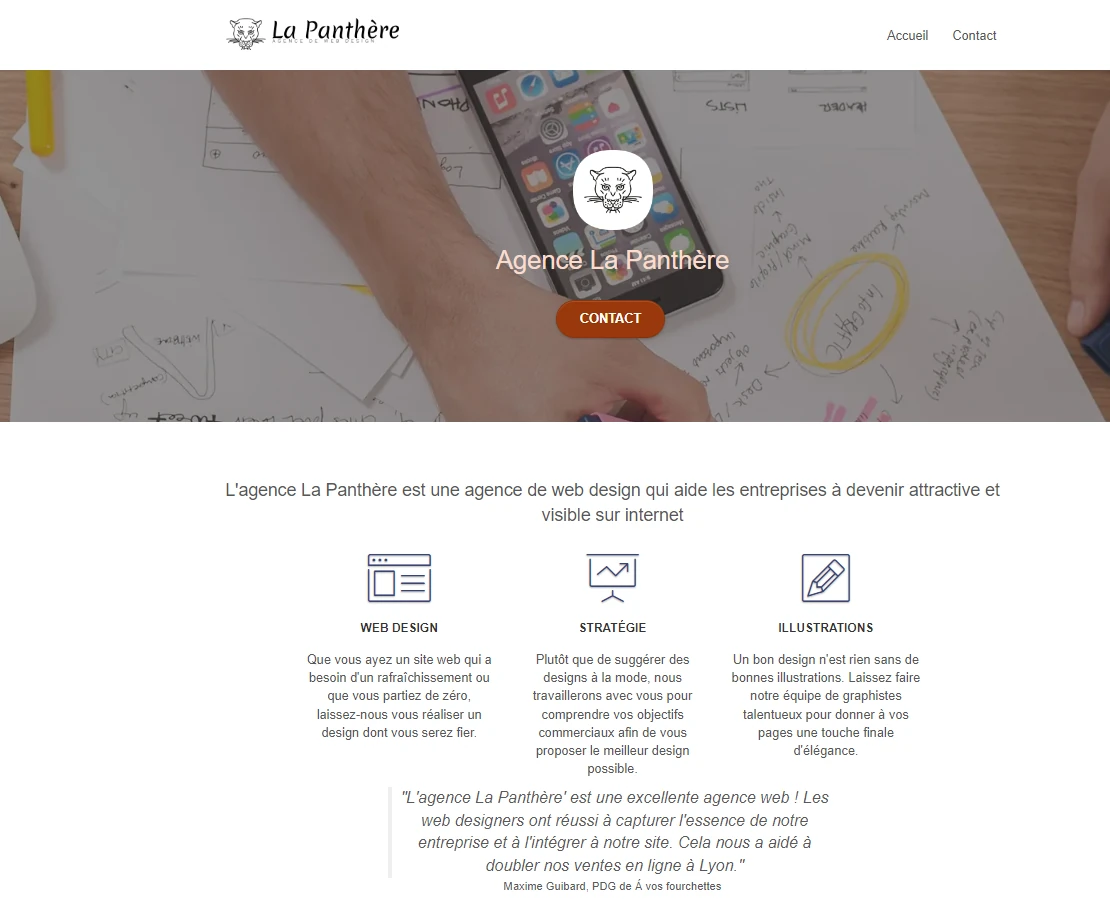 La Panthère
AGENCE DE WEB DESIGN
Accueil
Contact
LISTS
HEADER
Log
INFOGRAFIC
Agence La Panthère
CONTACT
L'agence La Panthère est une agence de web design qui aide les entreprises à devenir attractive et
visible sur internet
WEB DESIGN
Que vous ayez un site web qui a
besoin d'un rafraîchissement ou
que vous partiez de zéro,
laissez-nous vous réaliser un
design dont vous serez fier.
STRATÉGIE
Plutôt que de suggérer des
designs à la mode, nous
travaillerons avec vous pour
comprendre vos objectifs
commerciaux afin de vous
proposer le meilleur design
possible.
ILLUSTRATIONS
Un bon design n'est rien sans de
bonnes illustrations. Laissez faire
notre équipe de graphistes
talentueux pour donner à vos
pages une touche finale
d'élégance.
"L'agence La Panthère' est une excellente agence web ! Les
web designers ont réussi à capturer l'essence de notre
entreprise et à l'intégrer à notre site. Cela nous a aidé à
doubler nos ventes en ligne à Lyon."
Maxime Guibard, PDG de Á vos fourchettes